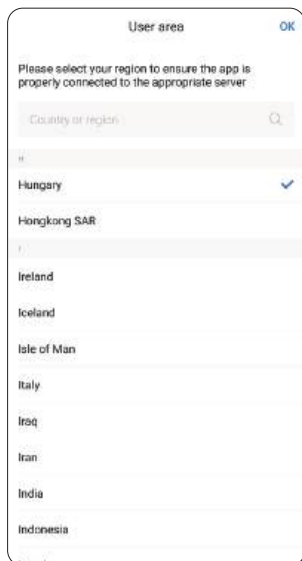 User area
OK
Please select your region to ensure the app is
properly connected to the appropriate server
Country or region
H
Hungary
Hongkong SAR
I
Ireland
Iceland
Isle of Man
Italy
Iraq
Iran
India
Indonesia